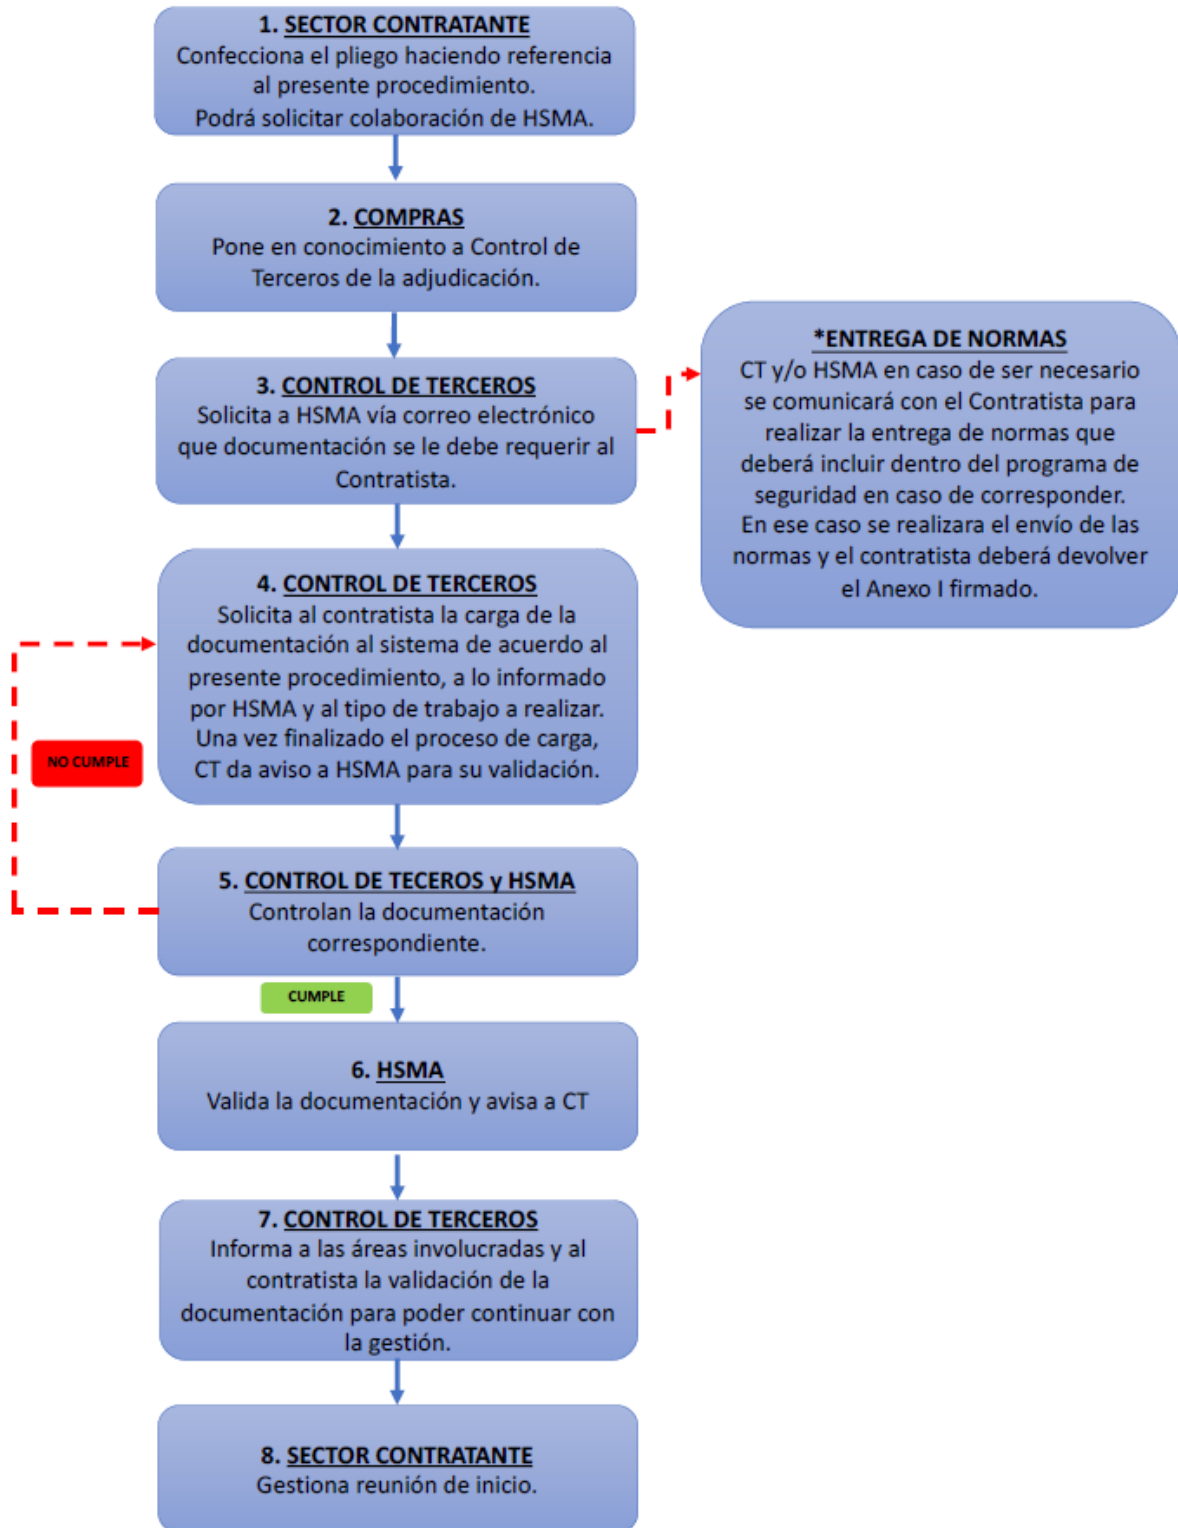 1. SECTOR CONTRATANTE
Confecciona el pliego haciendo referencia
al presente procedimiento.
Podrá solicitar colaboración de HSMA.
2. COMPRAS
Pone en conocimiento a Control de
Terceros de la adjudicación.
3. CONTROL DE TERCEROS
Solicita a HSMA vía correo electrónico
que documentación se le debe requerir al
Contratista.
*ENTREGA DE NORMAS
CT y/o HSMA en caso de ser necesario
se comunicará con el Contratista para
realizar la entrega de normas que
deberá incluir dentro del programa de
seguridad en caso de corresponder.
En ese caso se realizara el envío de las
normas y el contratista deberá devolver
el Anexo I firmado.
4. CONTROL DE TERCEROS
Solicita al contratista la carga de la
documentación al sistema de acuerdo al
presente procedimiento, a lo informado
por HSMA y al tipo de trabajo a realizar.
Una vez finalizado el proceso de carga,
CT da aviso a HSMA para su validación.
NO CUMPLE
5. CONTROL DE TECEROS y HSMA
Controlan la documentación
correspondiente.
CUMPLE
6. HSMA
Valida la documentación y avisa a CT
7. CONTROL DE TERCEROS
Informa a las áreas involucradas y al
contratista la validación de la
documentación para poder continuar con
la gestión.
8. SECTOR CONTRATANTE
Gestiona reunión de inicio.